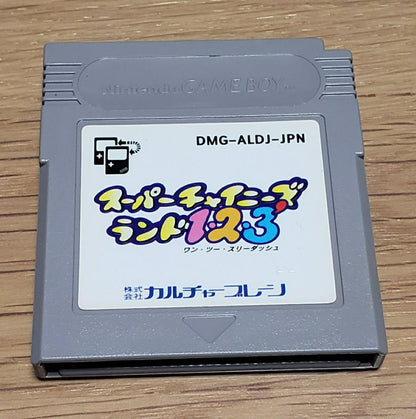 Nintendo GAME BOY TM
DMG-ALDJ-JPN
スーパーチャイニーズ
ランド1・2・3'
ワン・ツー・スリーダッシュ
株式会社 カルチャーブレーン